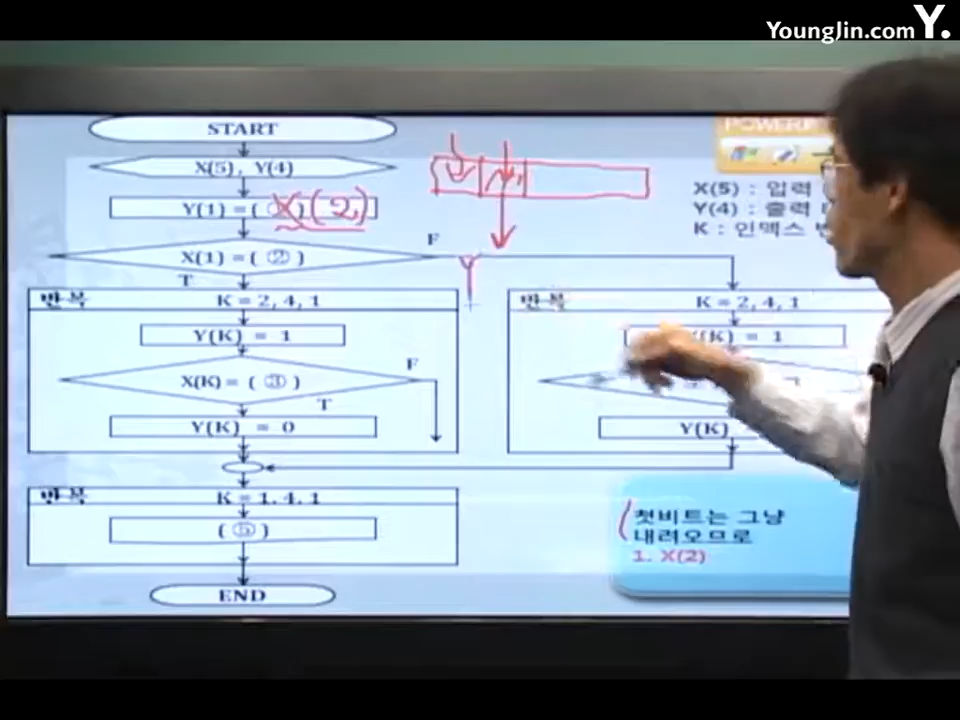 YoungJin.com Y.
START
X(5), Y(4)
Y(1) = ( X(2) )
X(1) = ( ② )
F
T
Y
반복
K = 2, 4, 1
Y(K) = 1
X(K) = ( ③ )
F
T
Y(K) = 0
반복
K = 2, 4, 1
Y(K) = 1
Y(K)
반복
K = 1, 4, 1
( ⑤ )
END
X(5) : 입력
Y(4) : 출력
K : 인덱스
첫비트는 그냥
내려오므로
1. X(2)